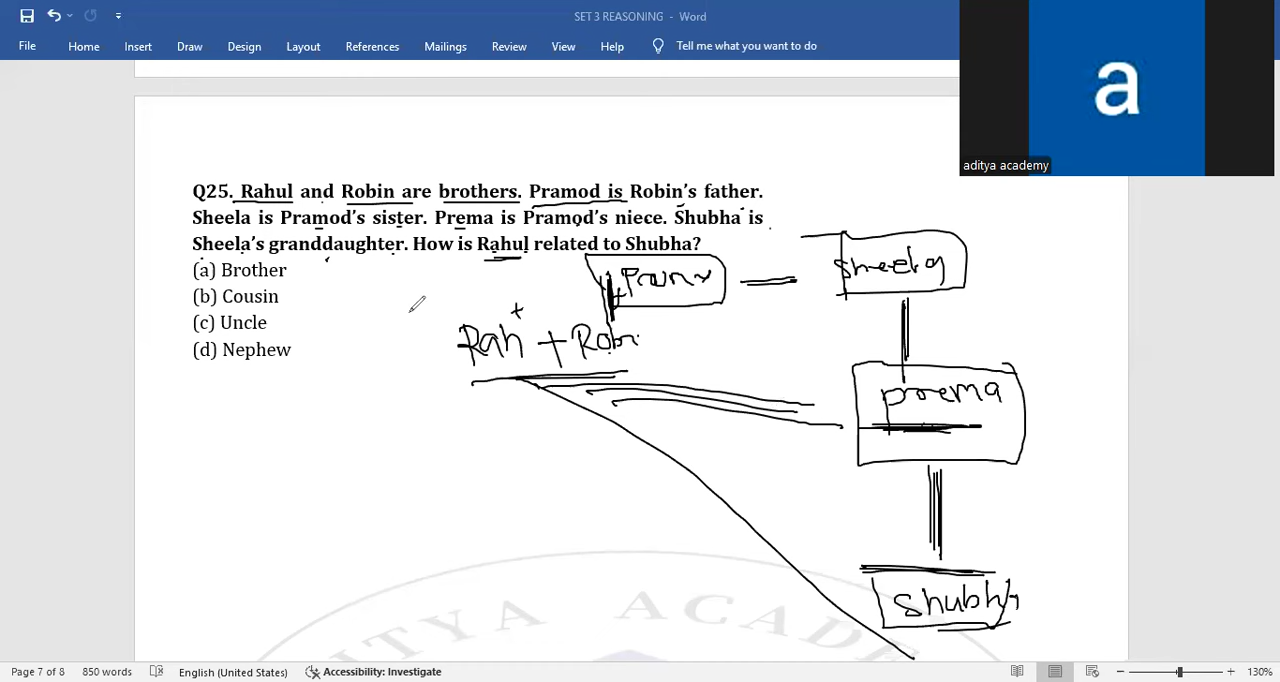 SET 3 REASONING - Word
File Home Insert Draw Design Layout References Mailings Review View Help Tell me what you want to do
a
aditya academy
Q25. Rahul and Robin are brothers. Pramod is Robin's father.
Sheela is Pramod's sister. Prema is Pramod's niece. Shubha is
Sheela's granddaughter. How is Rahul related to Shubha?
(a) Brother
(b) Cousin
(c) Uncle
(d) Nephew
Sheela
+
Rah + Robi
prema
Shubha
ITYA ACADE
Page 7 of 8 850 words English (United States) Accessibility: Investigate 130%